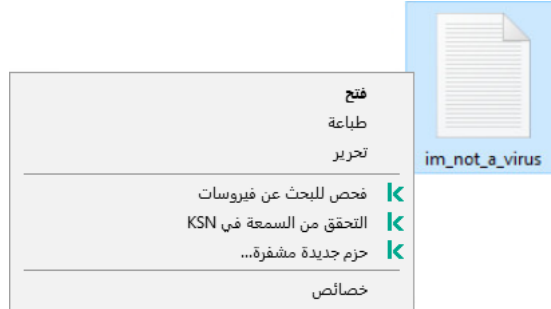 فتح
طباعة
تحرير
im_not_a_virus
فحص للبحث عن فيروسات
التحقق من السمعة في KSN
حزم جديدة مشفرة...
خصائص